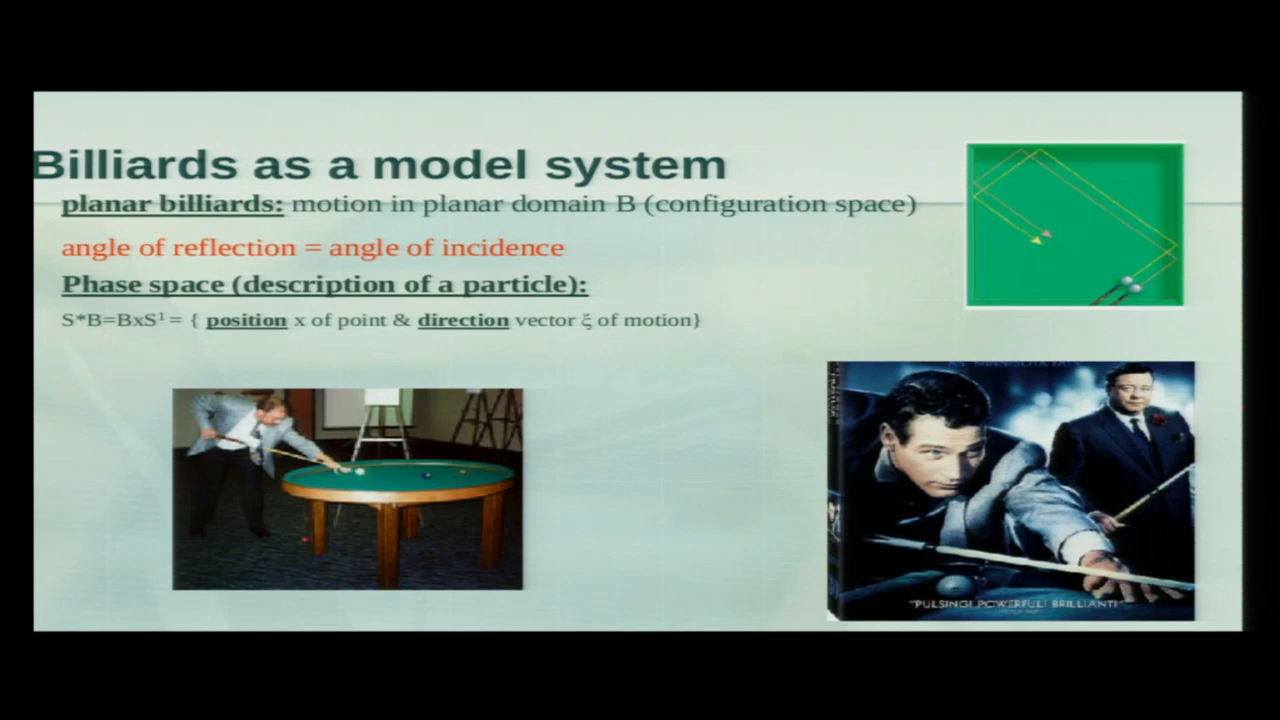 Billiards as a model system
planar billiards: motion in planar domain B (configuration space)
angle of reflection = angle of incidence
Phase space (description of a particle):
S*B=BxS¹ = { position x of point & direction vector ξ of motion}
"PULSING! POWERFUL! BRILLIANT!"